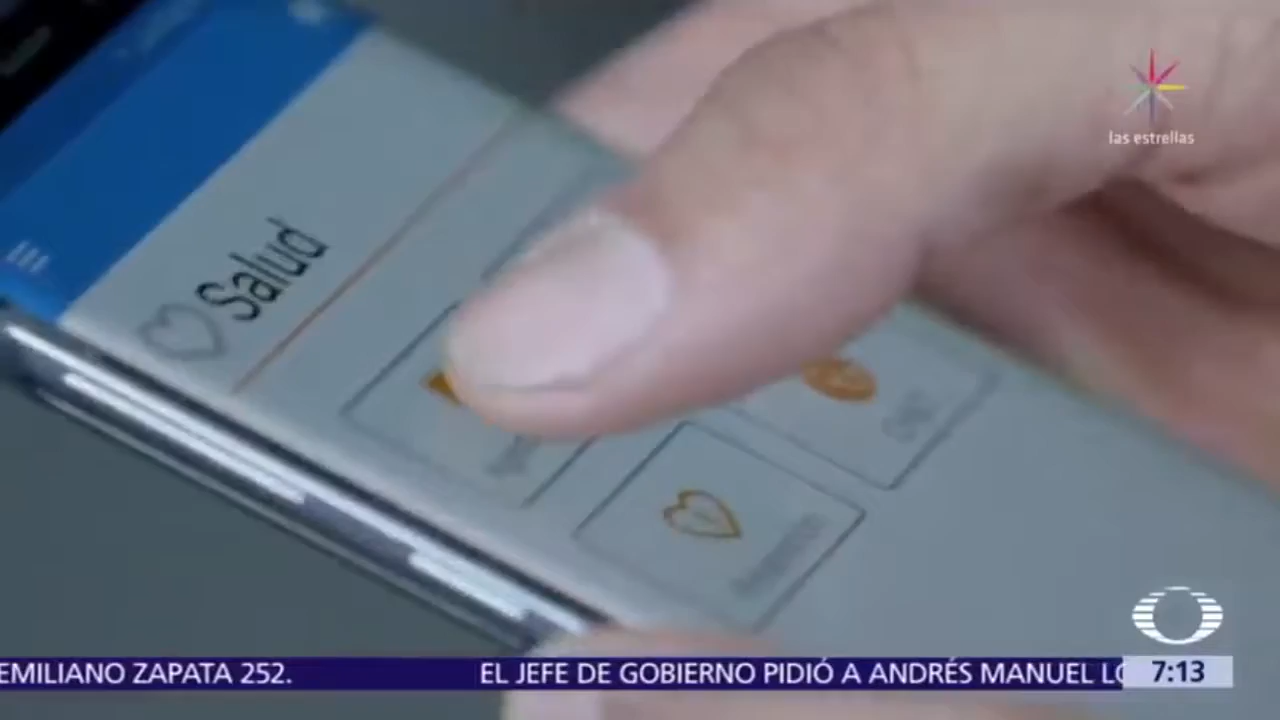 las estrellas
Salud
EMILIANO ZAPATA 252. EL JEFE DE GOBIERNO PIDIÓ A ANDRÉS MANUEL
7:13